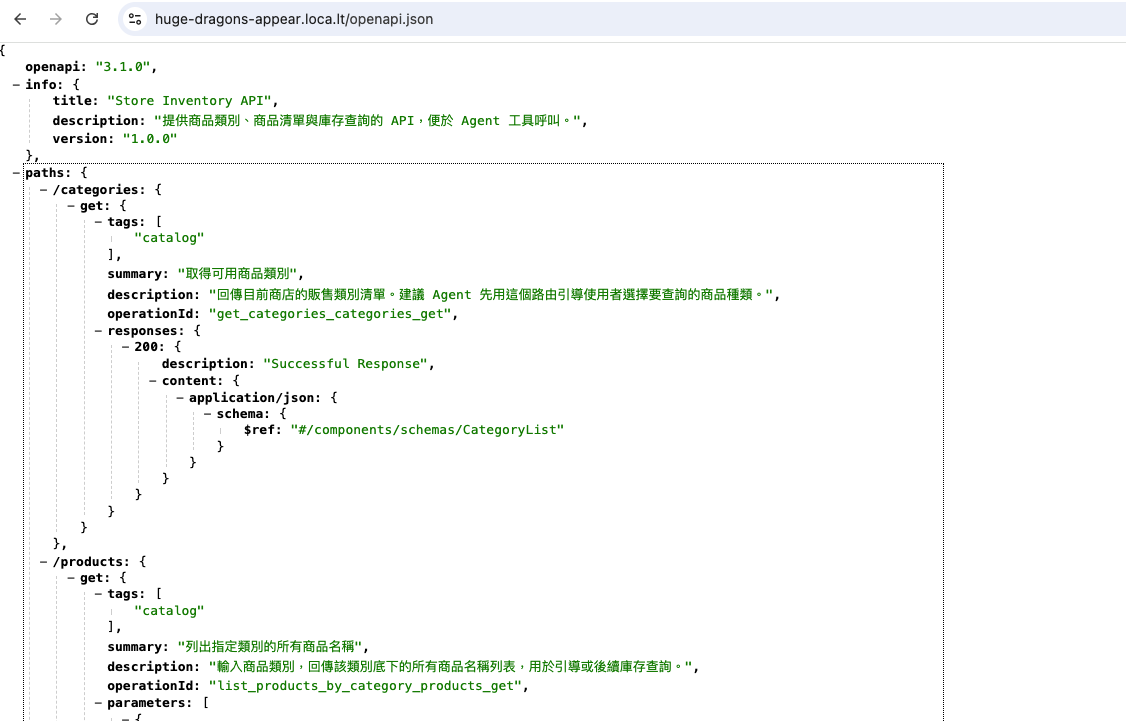 huge-dragons-appear.loca.lt/openapi.json
{
openapi: "3.1.0",
– info: {
title: "Store Inventory API",
description: "提供商品類別、商品清單與庫存查詢的 API，便於 Agent 工具呼叫。",
version: "1.0.0"
},
– paths: {
– /categories: {
– get: {
– tags: [
"catalog"
],
summary: "取得可用商品類別",
description: "回傳目前商店的販售類別清單。建議 Agent 先用這個路由引導使用者選擇要查詢的商品種類。",
operationId: "get_categories_categories_get",
– responses: {
– 200: {
description: "Successful Response",
– content: {
– application/json: {
– schema: {
$ref: "#/components/schemas/CategoryList"
}
}
}
}
}
}
},
– /products: {
– get: {
– tags: [
"catalog"
],
summary: "列出指定類別的所有商品名稱",
description: "輸入商品類別，回傳該類別底下的所有商品名稱列表，用於引導或後續庫存查詢。",
operationId: "list_products_by_category_products_get",
– parameters: [
– {